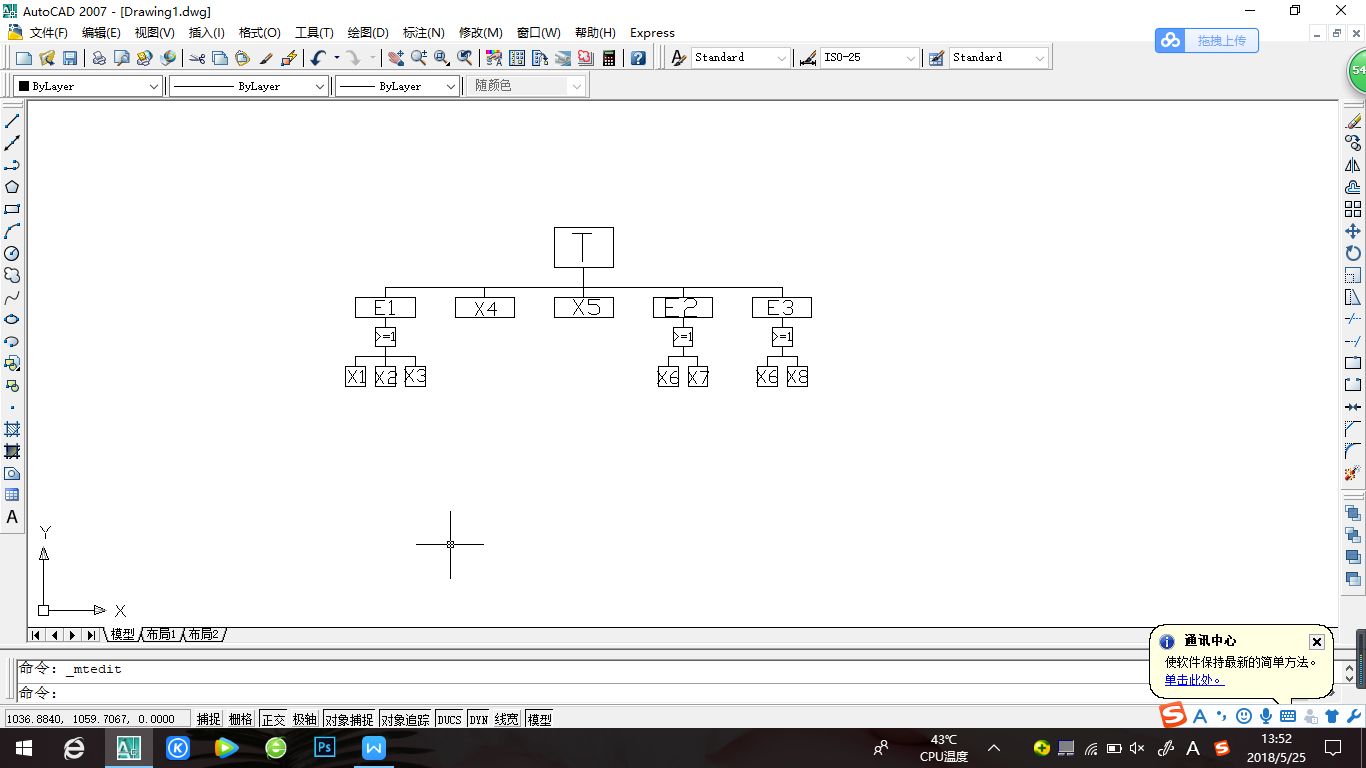 AutoCAD 2007 - [Drawing1.dwg]
文件(F) 编辑(E) 视图(V) 插入(I) 格式(O) 工具(T) 绘图(D) 标注(N) 修改(M) 窗口(W) 帮助(H) Express
拖拽上传
54
Standard ISO-25 Standard
ByLayer ByLayer ByLayer 随颜色
T
E1 X4 X5 E2 E3
>=1 >=1 >=1
X1 X2 X3 X6 X7 X6 X8
A
Y
X
模型 布局1 布局2
通讯中心
使软件保持最新的简单方法。
单击此处。
命令: _mtedit
命令:
1036.8840, 1059.7067, 0.0000 捕捉 栅格 正交 极轴 对象捕捉 对象追踪 DUCS DYN 线宽 模型
43℃
CPU温度
13:52
2018/5/25